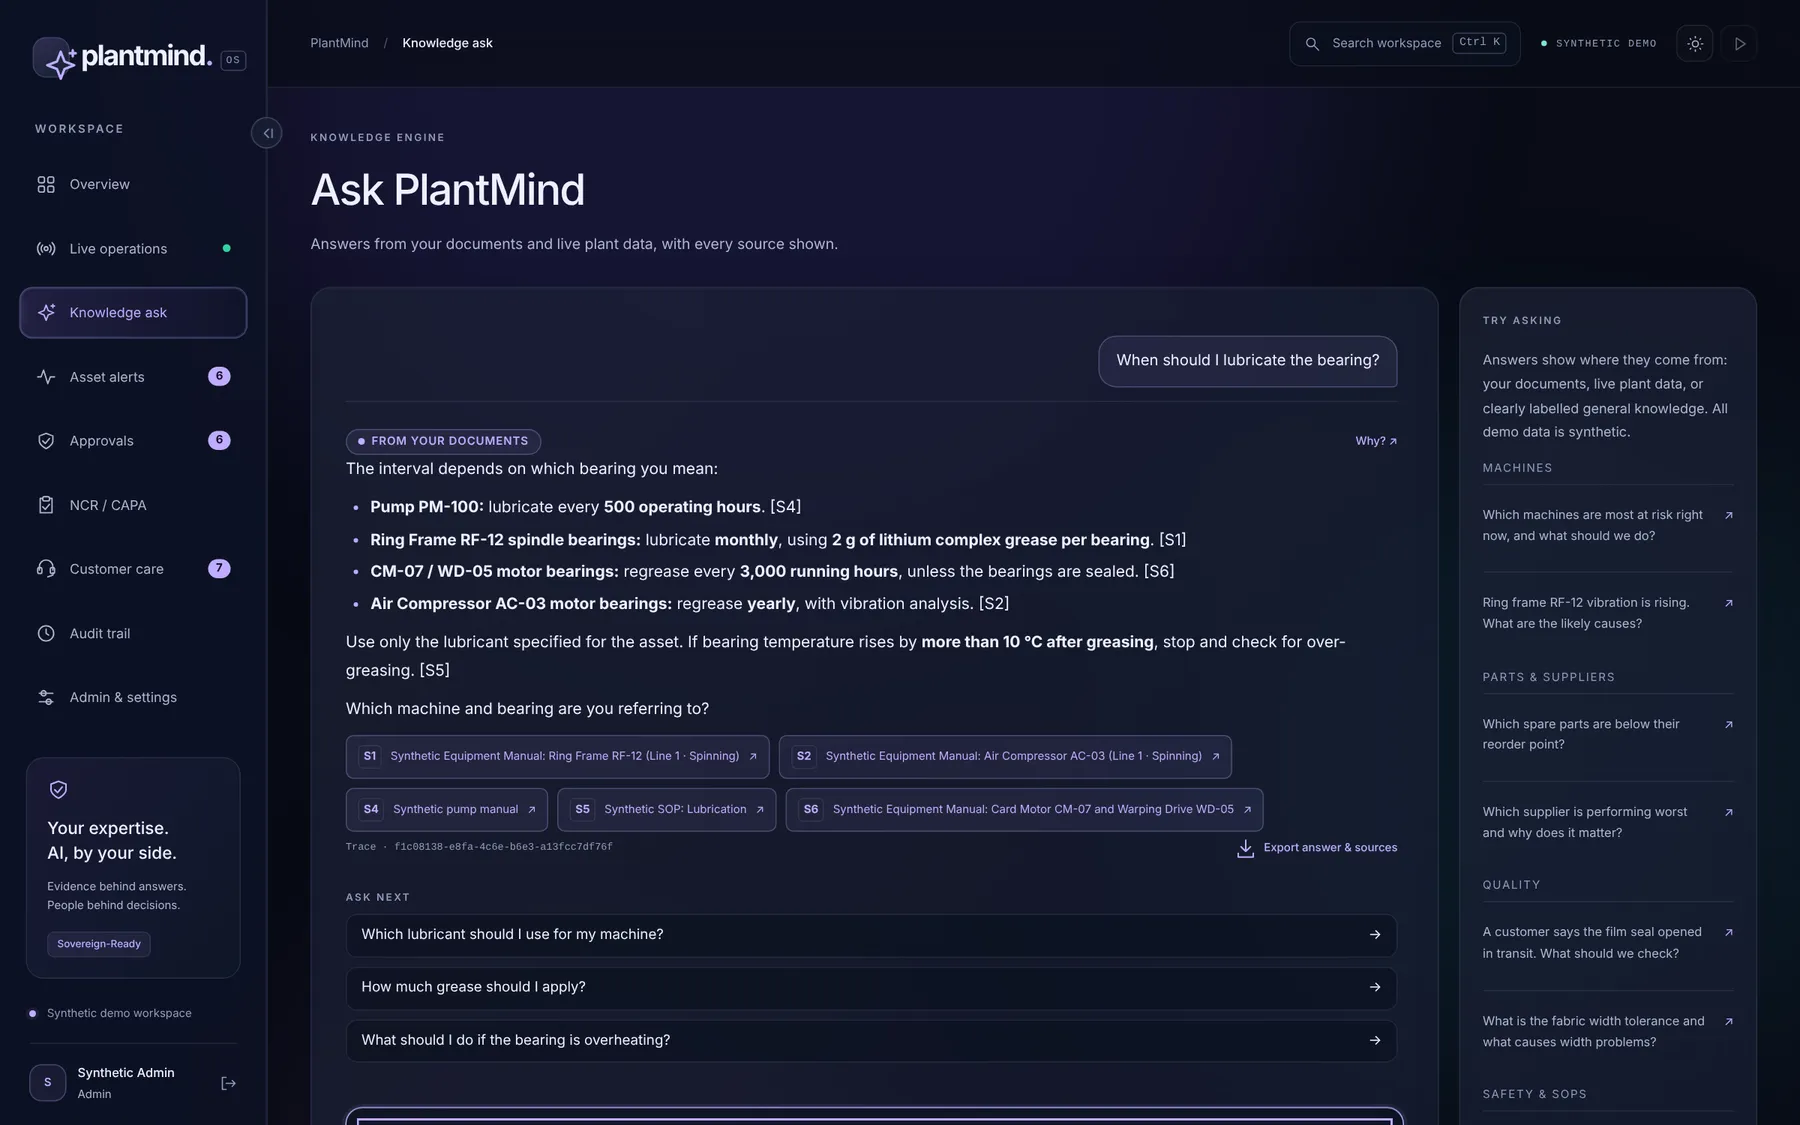 plantmind. OS
WORKSPACE
Overview
Live operations
Knowledge ask
Asset alerts 6
Approvals 6
NCR / CAPA
Customer care 7
Audit trail
Admin & settings
Your expertise.
AI, by your side.
Evidence behind answers.
People behind decisions.
Sovereign-Ready
Synthetic demo workspace
S
Synthetic Admin
Admin
PlantMind / Knowledge ask
Search workspace Ctrl K
SYNTHETIC DEMO
KNOWLEDGE ENGINE
Ask PlantMind
Answers from your documents and live plant data, with every source shown.
When should I lubricate the bearing?
FROM YOUR DOCUMENTS
Why? ↗
The interval depends on which bearing you mean:
• Pump PM-100: lubricate every 500 operating hours. [S4]
• Ring Frame RF-12 spindle bearings: lubricate monthly, using 2 g of lithium complex grease per bearing. [S1]
• CM-07 / WD-05 motor bearings: regrease every 3,000 running hours, unless the bearings are sealed. [S6]
• Air Compressor AC-03 motor bearings: regrease yearly, with vibration analysis. [S2]
Use only the lubricant specified for the asset. If bearing temperature rises by more than 10 °C after greasing, stop and check for over-
greasing. [S5]
Which machine and bearing are you referring to?
S1 Synthetic Equipment Manual: Ring Frame RF-12 (Line 1 · Spinning) ↗
S2 Synthetic Equipment Manual: Air Compressor AC-03 (Line 1 · Spinning) ↗
S4 Synthetic pump manual ↗
S5 Synthetic SOP: Lubrication ↗
S6 Synthetic Equipment Manual: Card Motor CM-07 and Warping Drive WD-05 ↗
Trace · f1c08138-e8fa-4c6e-b6e3-a13fcc7df76f
Export answer & sources
ASK NEXT
Which lubricant should I use for my machine? →
How much grease should I apply? →
What should I do if the bearing is overheating? →
TRY ASKING
Answers show where they come from:
your documents, live plant data, or
clearly labelled general knowledge. All
demo data is synthetic.
MACHINES
Which machines are most at risk right ↗
now, and what should we do?
Ring frame RF-12 vibration is rising. ↗
What are the likely causes?
PARTS & SUPPLIERS
Which spare parts are below their ↗
reorder point?
Which supplier is performing worst ↗
and why does it matter?
QUALITY
A customer says the film seal opened ↗
in transit. What should we check?
What is the fabric width tolerance and ↗
what causes width problems?
SAFETY & SOPS